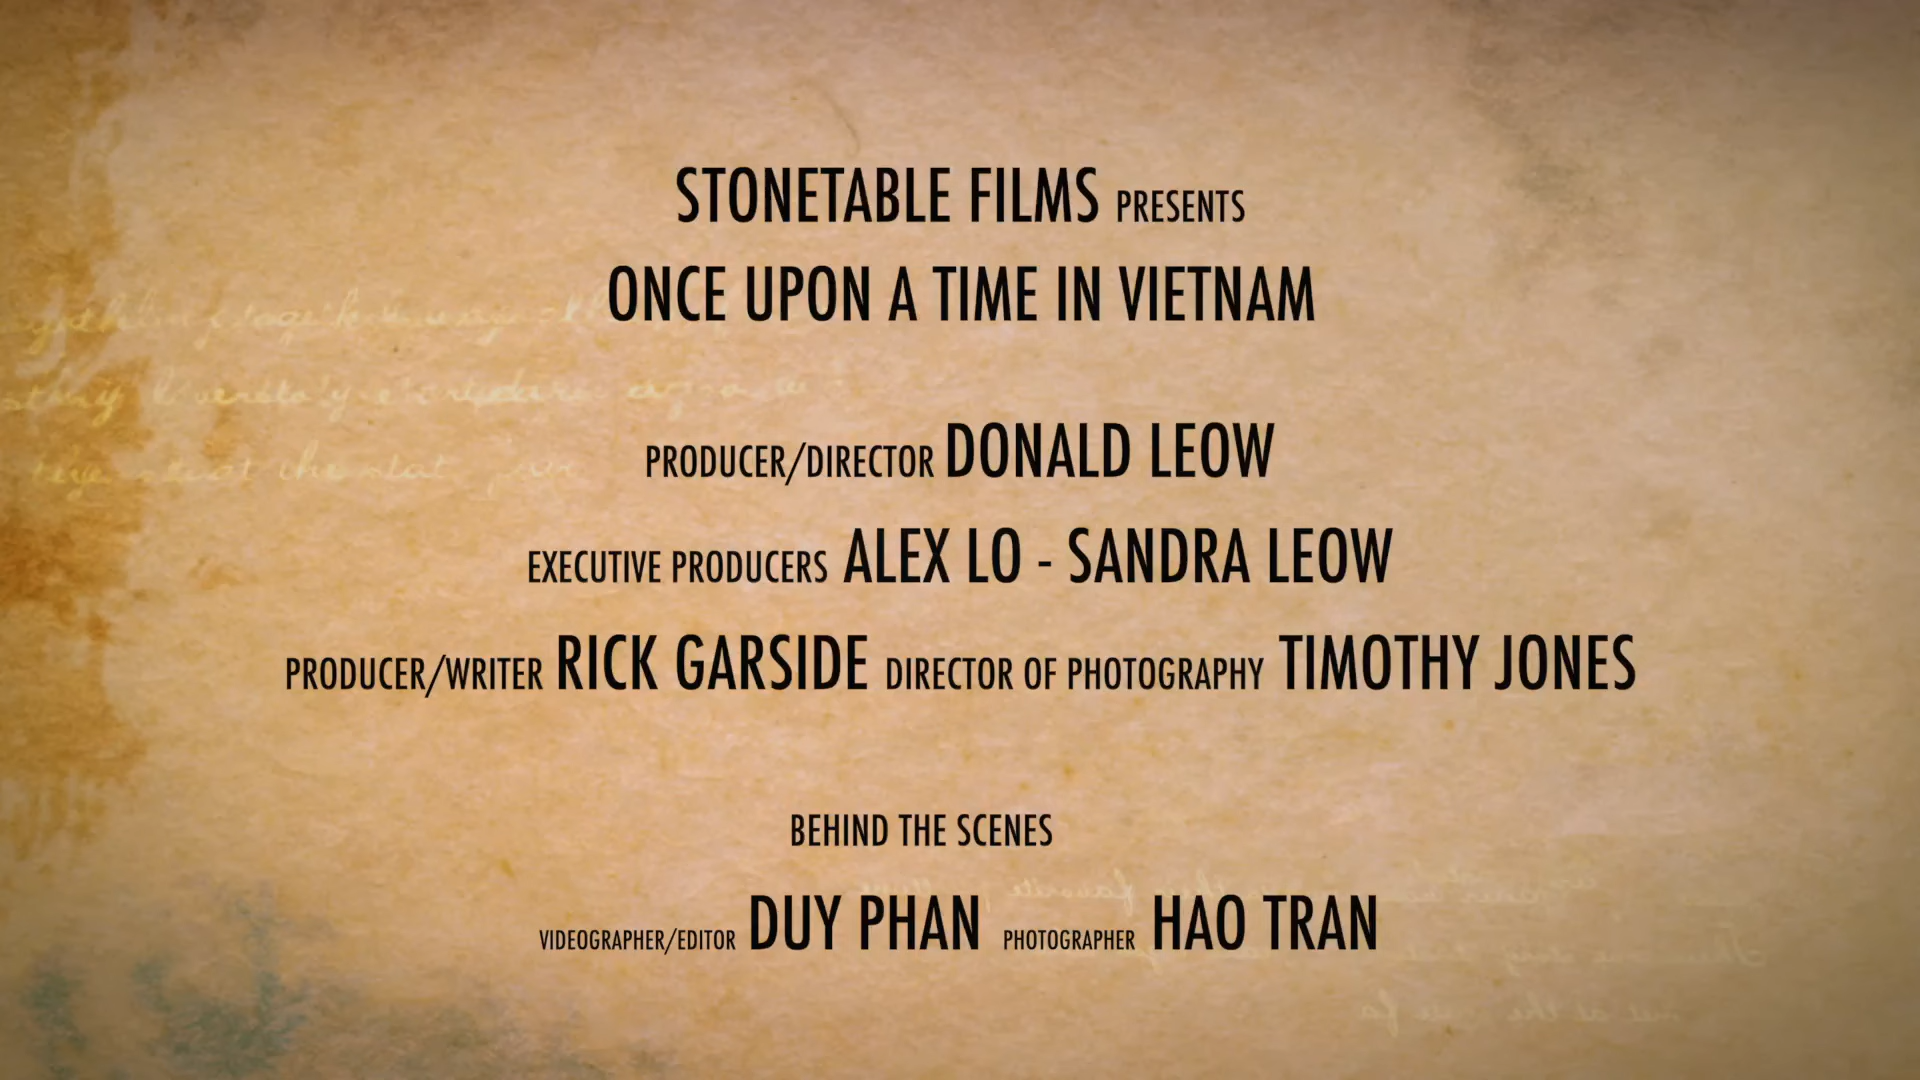 STONETABLE FILMS PRESENTS
ONCE UPON A TIME IN VIETNAM
PRODUCER/DIRECTOR DONALD LEOW
EXECUTIVE PRODUCERS ALEX LO - SANDRA LEOW
PRODUCER/WRITER RICK GARSIDE DIRECTOR OF PHOTOGRAPHY TIMOTHY JONES
BEHIND THE SCENES
VIDEOGRAPHER/EDITOR DUY PHAN PHOTOGRAPHER HAO TRAN